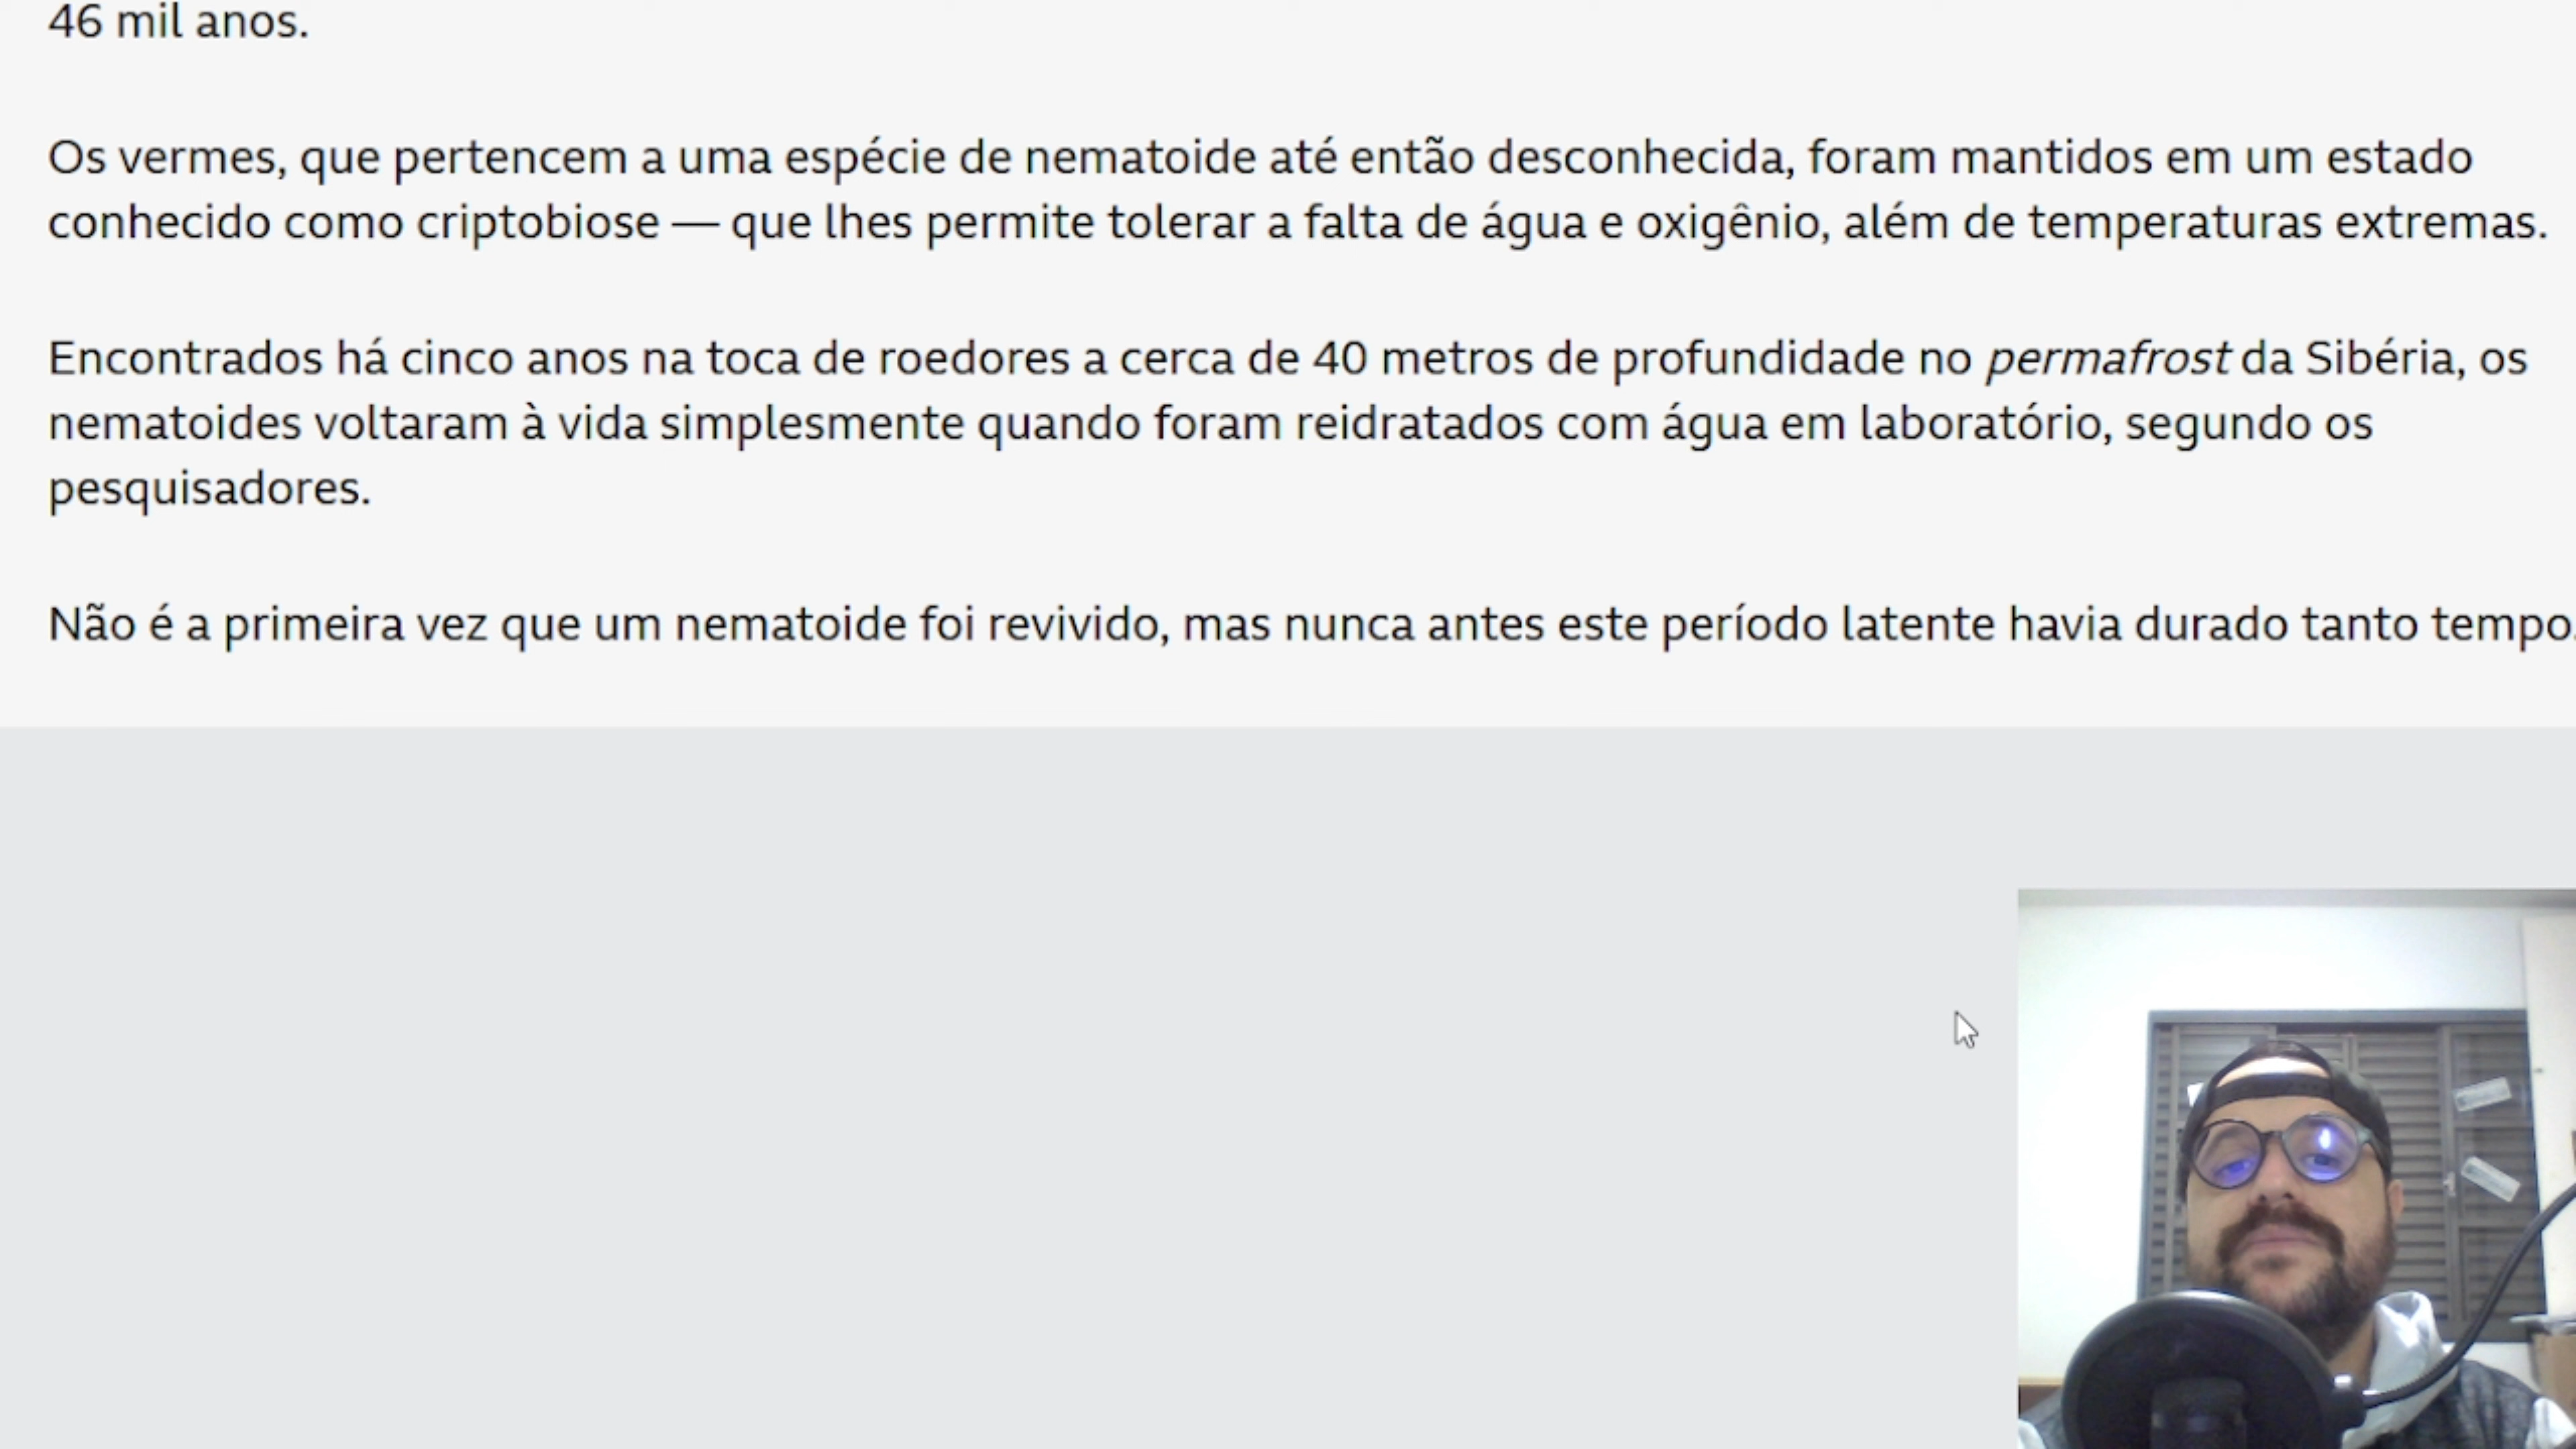 46 mil anos.
Os vermes, que pertencem a uma espécie de nematoide até então desconhecida, foram mantidos em um estado
conhecido como criptobiose — que lhes permite tolerar a falta de água e oxigênio, além de temperaturas extremas.
Encontrados há cinco anos na toca de roedores a cerca de 40 metros de profundidade no permafrost da Sibéria, os
nematoides voltaram à vida simplesmente quando foram reidratados com água em laboratório, segundo os
pesquisadores.
Não é a primeira vez que um nematoide foi revivido, mas nunca antes este período latente havia durado tanto tempo.